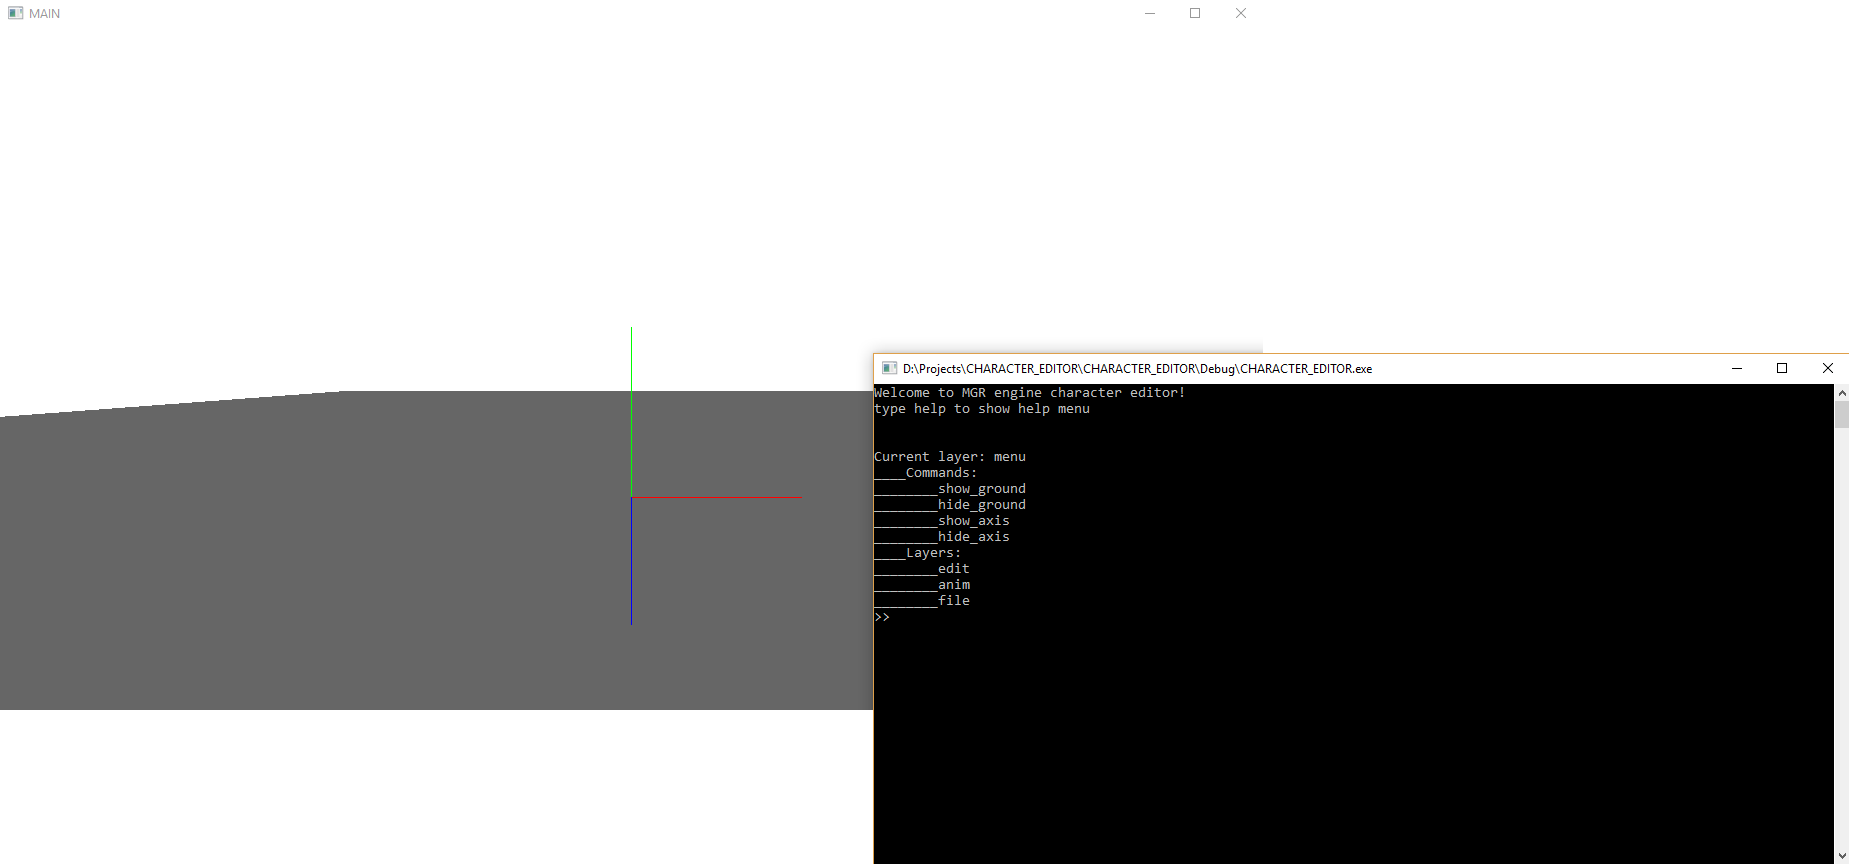 MAIN
D:\Projects\CHARACTER_EDITOR\CHARACTER_EDITOR\Debug\CHARACTER_EDITOR.exe
Welcome to MGR engine character editor!
type help to show help menu
Current layer: menu
____Commands:
________show_ground
________hide_ground
________show_axis
________hide_axis
____Layers:
________edit
________anim
________file
>>